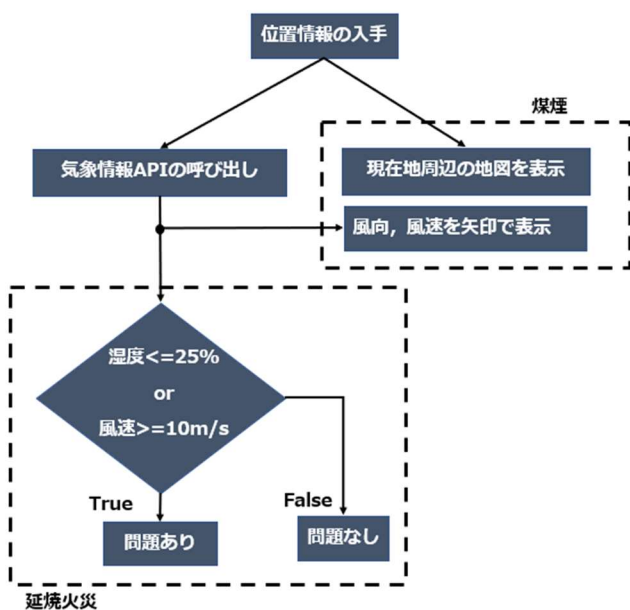 位置情報の入手
煤煙
気象情報APIの呼び出し
現在地周辺の地図を表示
風向，風速を矢印で表示
湿度<=25%
or
風速>=10m/s
True
False
問題あり
問題なし
延焼火災